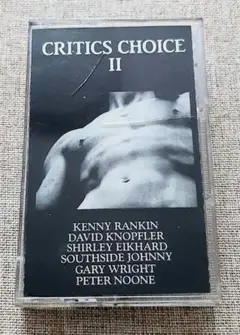 CRITICS CHOICE
II
KENNY RANKIN
DAVID KNOPFLER
SHIRLEY EIKHARD
SOUTHSIDE JOHNNY
GARY WRIGHT
PETER NOONE